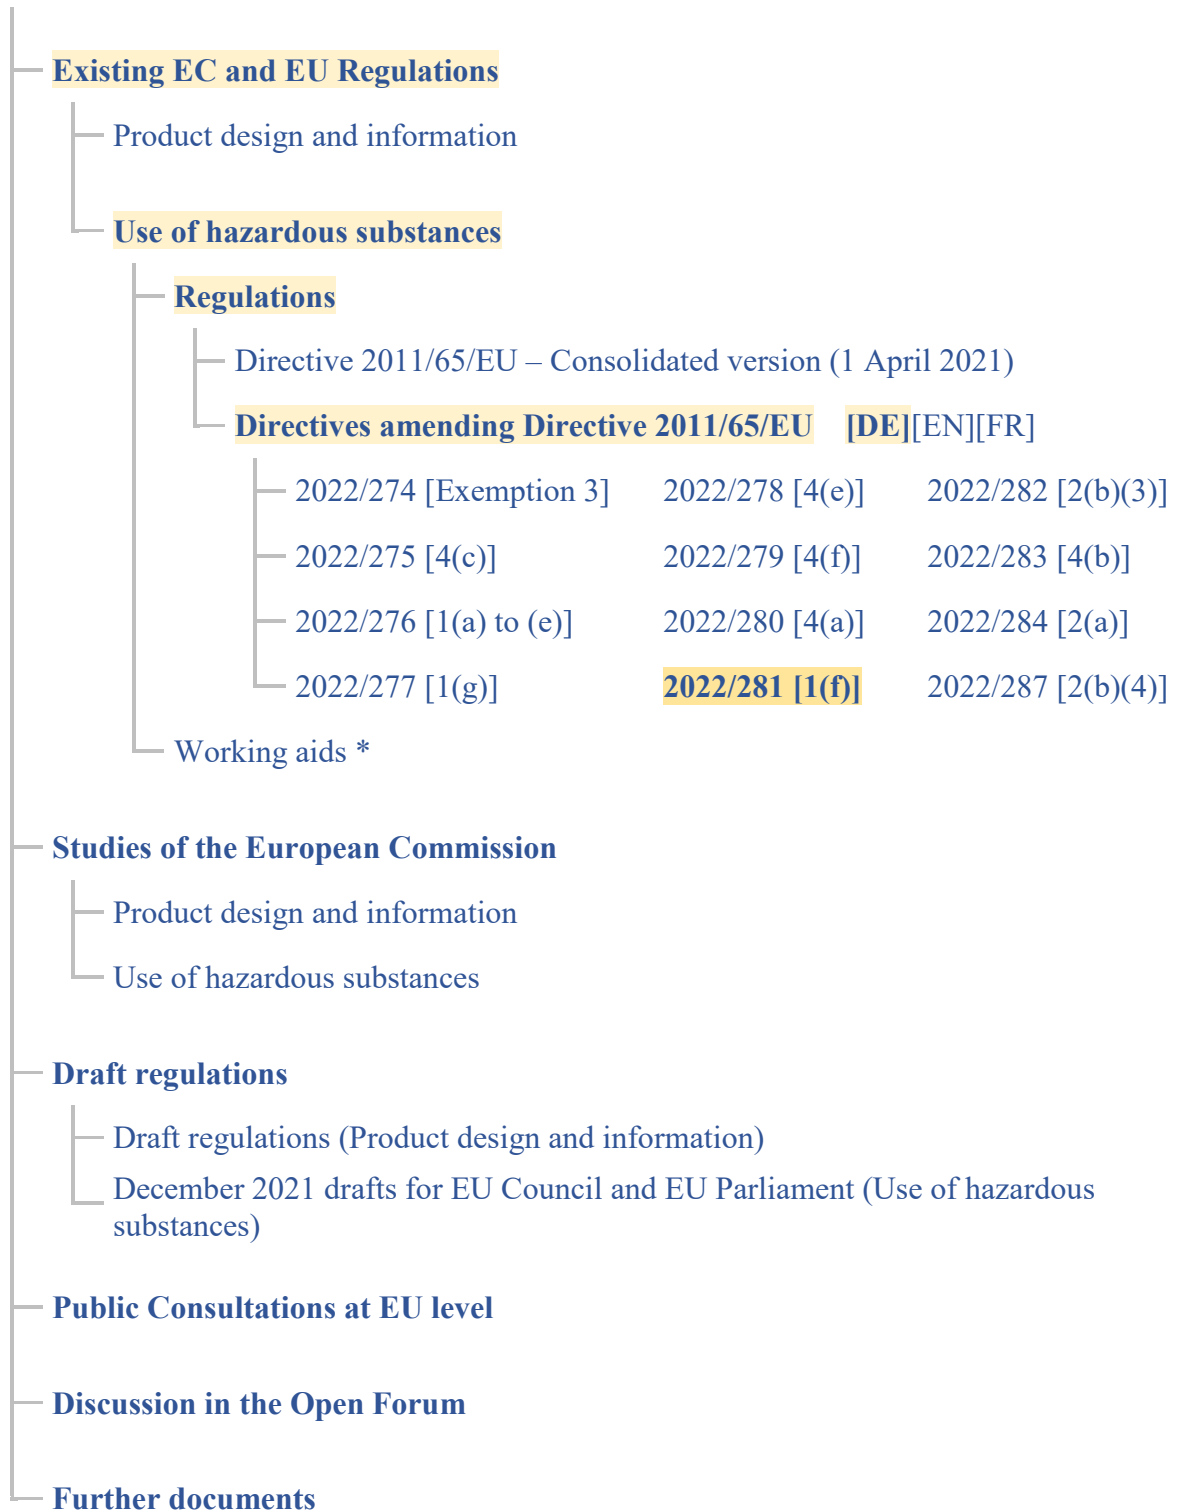 Existing EC and EU Regulations
Product design and information
Use of hazardous substances
Regulations
Directive 2011/65/EU – Consolidated version (1 April 2021)
Directives amending Directive 2011/65/EU [DE][EN][FR]
2022/274 [Exemption 3] 2022/278 [4(e)] 2022/282 [2(b)(3)]
2022/275 [4(c)] 2022/279 [4(f)] 2022/283 [4(b)]
2022/276 [1(a) to (e)] 2022/280 [4(a)] 2022/284 [2(a)]
2022/277 [1(g)] 2022/281 [1(f)] 2022/287 [2(b)(4)]
Working aids *
Studies of the European Commission
Product design and information
Use of hazardous substances
Draft regulations
Draft regulations (Product design and information)
December 2021 drafts for EU Council and EU Parliament (Use of hazardous
substances)
Public Consultations at EU level
Discussion in the Open Forum
Further documents